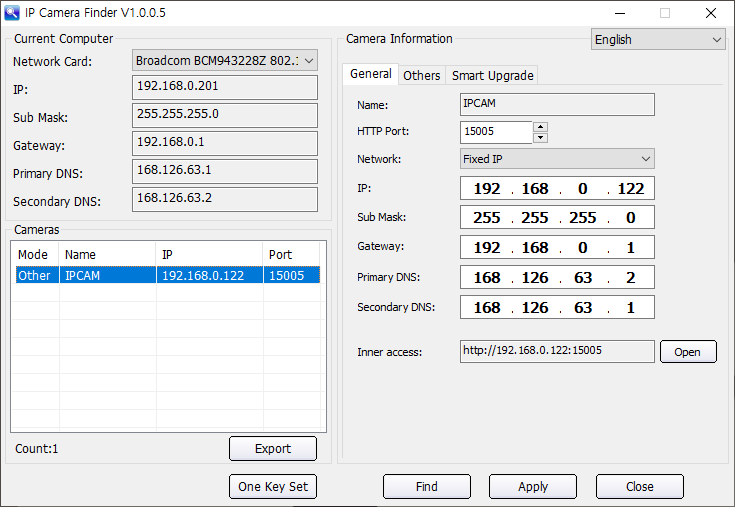 IP Camera Finder V1.0.0.5
Current Computer
Network Card: Broadcom BCM943228Z 802.1
IP: 192.168.0.201
Sub Mask: 255.255.255.0
Gateway: 192.168.0.1
Primary DNS: 168.126.63.1
Secondary DNS: 168.126.63.2
Cameras
Mode Name IP Port
Other IPCAM 192.168.0.122 15005
Count:1 Export
One Key Set
Camera Information English
General Others Smart Upgrade
Name: IPCAM
HTTP Port: 15005
Network: Fixed IP
IP: 192 . 168 . 0 . 122
Sub Mask: 255 . 255 . 255 . 0
Gateway: 192 . 168 . 0 . 1
Primary DNS: 168 . 126 . 63 . 2
Secondary DNS: 168 . 126 . 63 . 1
Inner access: http://192.168.0.122:15005 Open
Find Apply Close